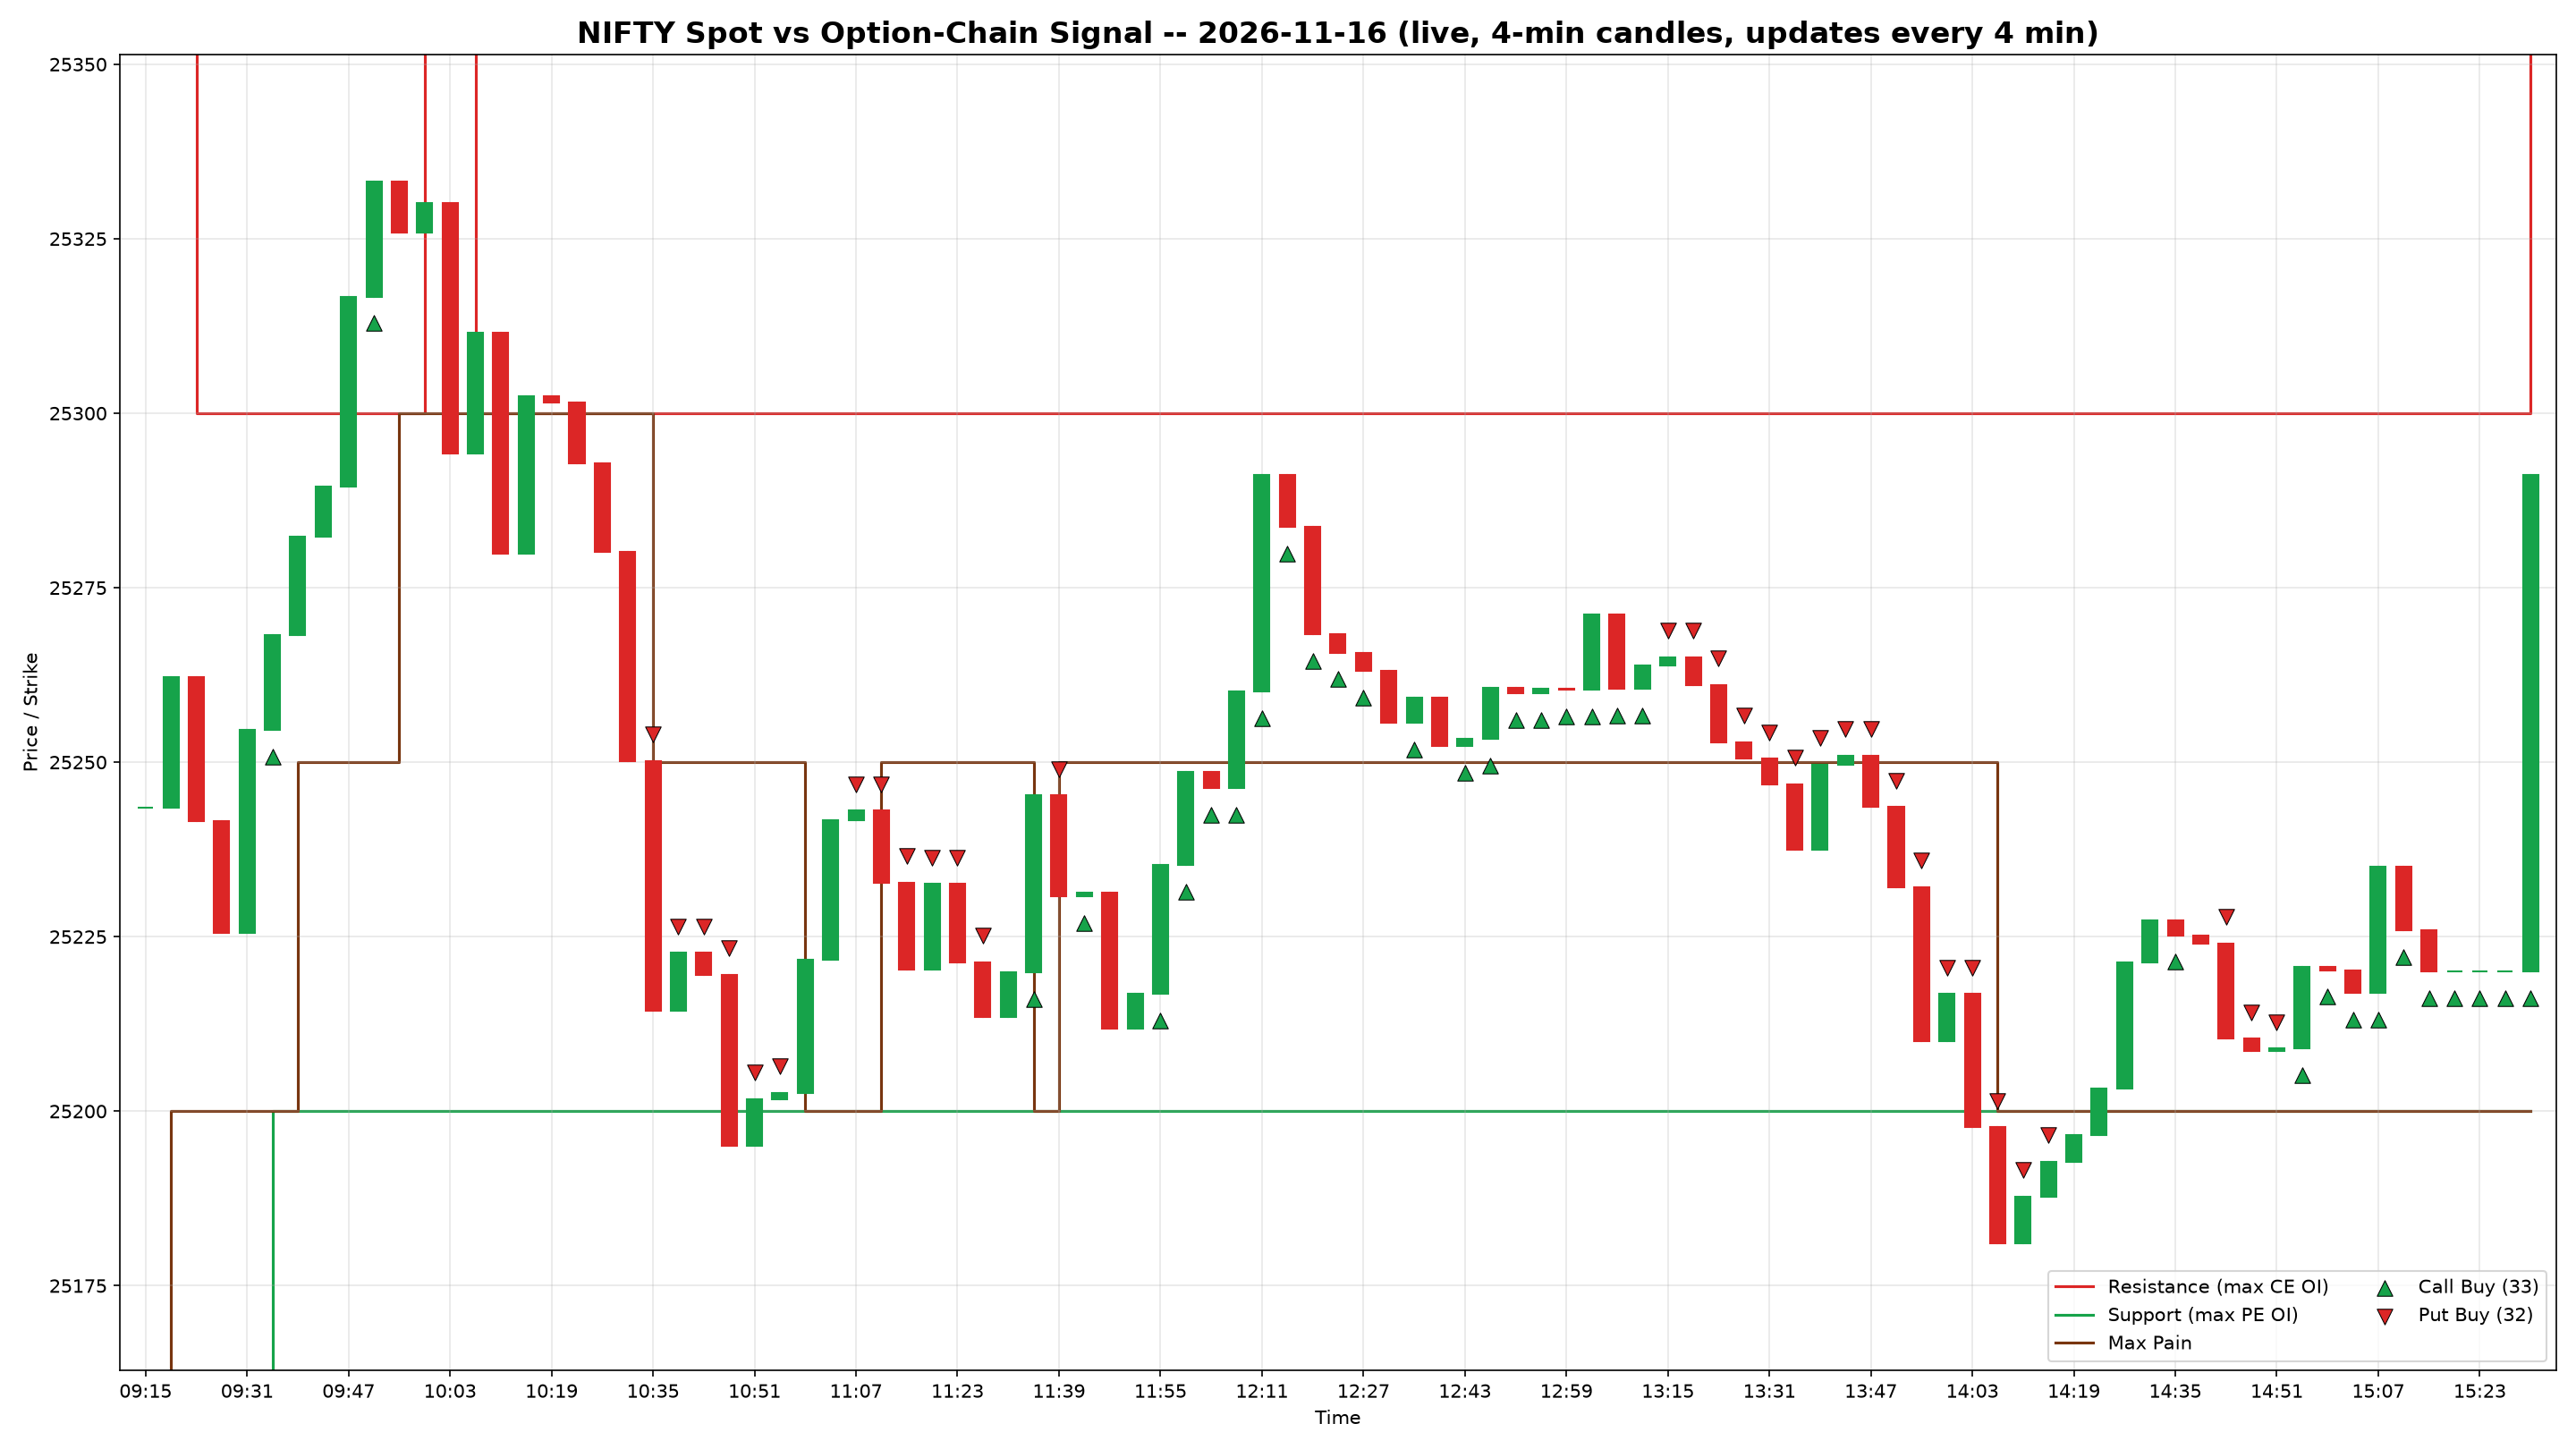 NIFTY Spot vs Option-Chain Signal -- 2026-11-16 (live, 4-min candles, updates every 4 min)
Price / Strike
25350
25325
25300
25275
25250
25225
25200
25175
Resistance (max CE OI)
Support (max PE OI)
Max Pain
Call Buy (33)
Put Buy (32)
09:15 09:31 09:47 10:03 10:19 10:35 10:51 11:07 11:23 11:39 11:55 12:11 12:27 12:43 12:59 13:15 13:31 13:47 14:03 14:19 14:35 14:51 15:07 15:23
Time